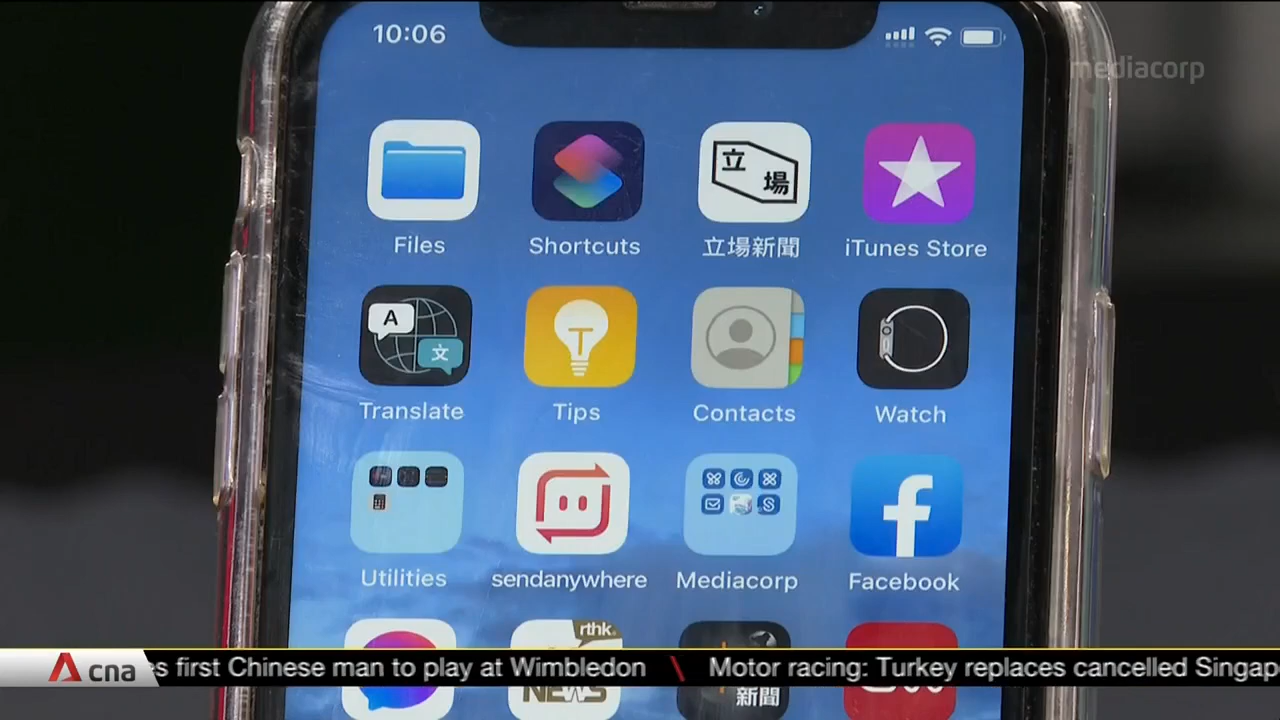 10:06
mediacorp
立
場
Files
Shortcuts
立場新聞
iTunes Store
A
文
T
Translate
Tips
Contacts
Watch
f
Utilities
sendanywhere
Mediacorp
Facebook
rthk
NEWS
新聞
cna
s first Chinese man to play at Wimbledon \ Motor racing: Turkey replaces cancelled Singap